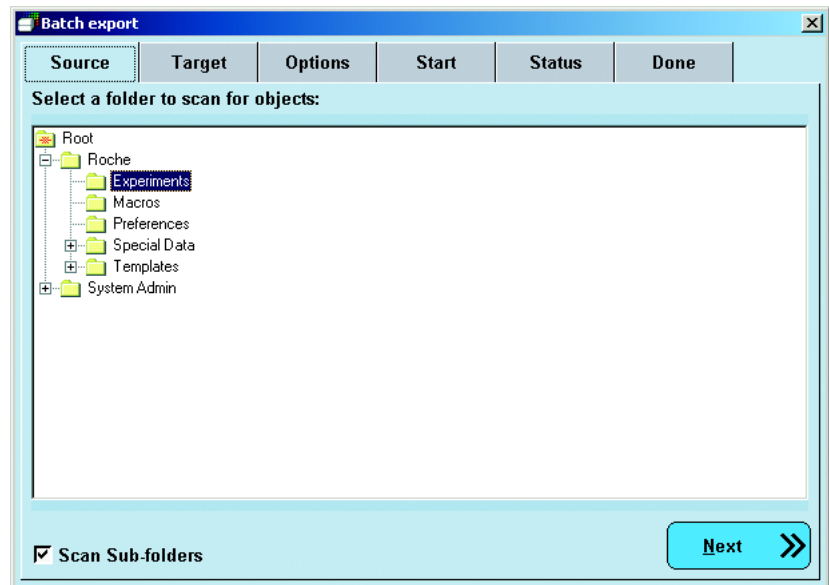 Batch export
Source Target Options Start Status Done
Select a folder to scan for objects:
Root
Roche
Experiments
Macros
Preferences
Special Data
Templates
System Admin
Scan Sub-folders
Next